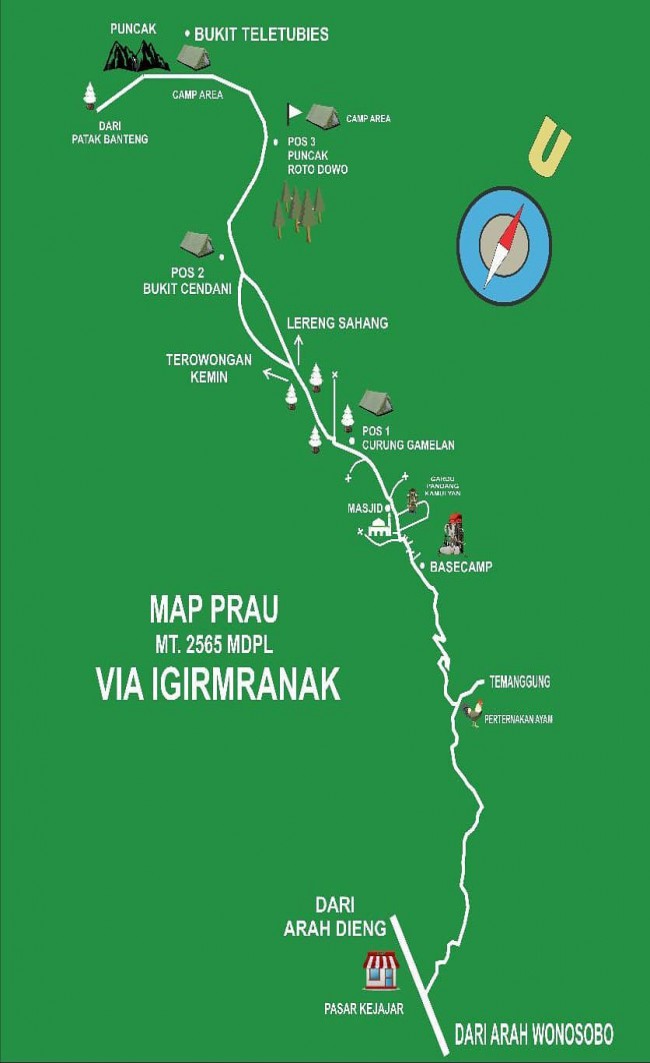 PUNCAK
• BUKIT TELETUBIES
CAMP AREA
DARI
PATAK BANTENG
CAMP AREA
POS 3
PUNCAK
ROTO DOWO
U
POS 2
BUKIT CENDANI
LERENG SAHANG
TEROWONGAN
KEMIN
POS 1
CURUNG GAMELAN
GARDU
PANDANG
KAMULYAN
MASJID
BASECAMP
MAP PRAU
MT. 2565 MDPL
VIA IGIRMRANAK
TEMANGGUNG
PERTERNAKAN AYAM
DARI
ARAH DIENG
PASAR KEJAJAR
DARI ARAH WONOSOBO